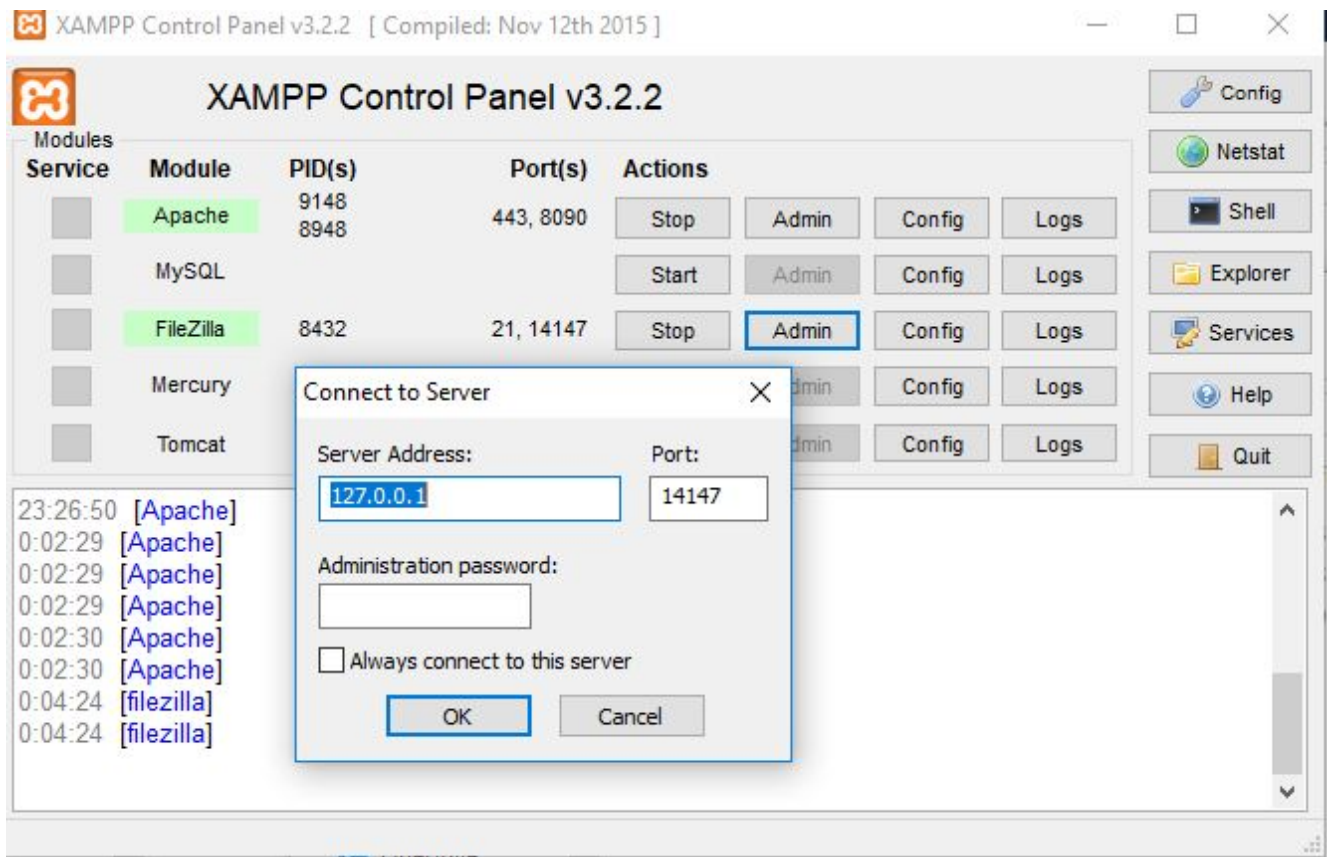 XAMPP Control Panel v3.2.2 [ Compiled: Nov 12th 2015 ]
XAMPP Control Panel v3.2.2
Config
Modules
Service Module PID(s) Port(s) Actions
Netstat
Apache 9148 8948 443, 8090 Stop Admin Config Logs
Shell
MySQL Start Admin Config Logs
Explorer
FileZilla 8432 21, 14147 Stop Admin Config Logs
Services
Mercury Config Logs
Help
Tomcat Config Logs
Quit
Connect to Server
Server Address: Port:
127.0.0.1 14147
Administration password:
Always connect to this server
OK Cancel
23:26:50 [Apache]
0:02:29 [Apache]
0:02:29 [Apache]
0:02:29 [Apache]
0:02:30 [Apache]
0:02:30 [Apache]
0:04:24 [filezilla]
0:04:24 [filezilla]